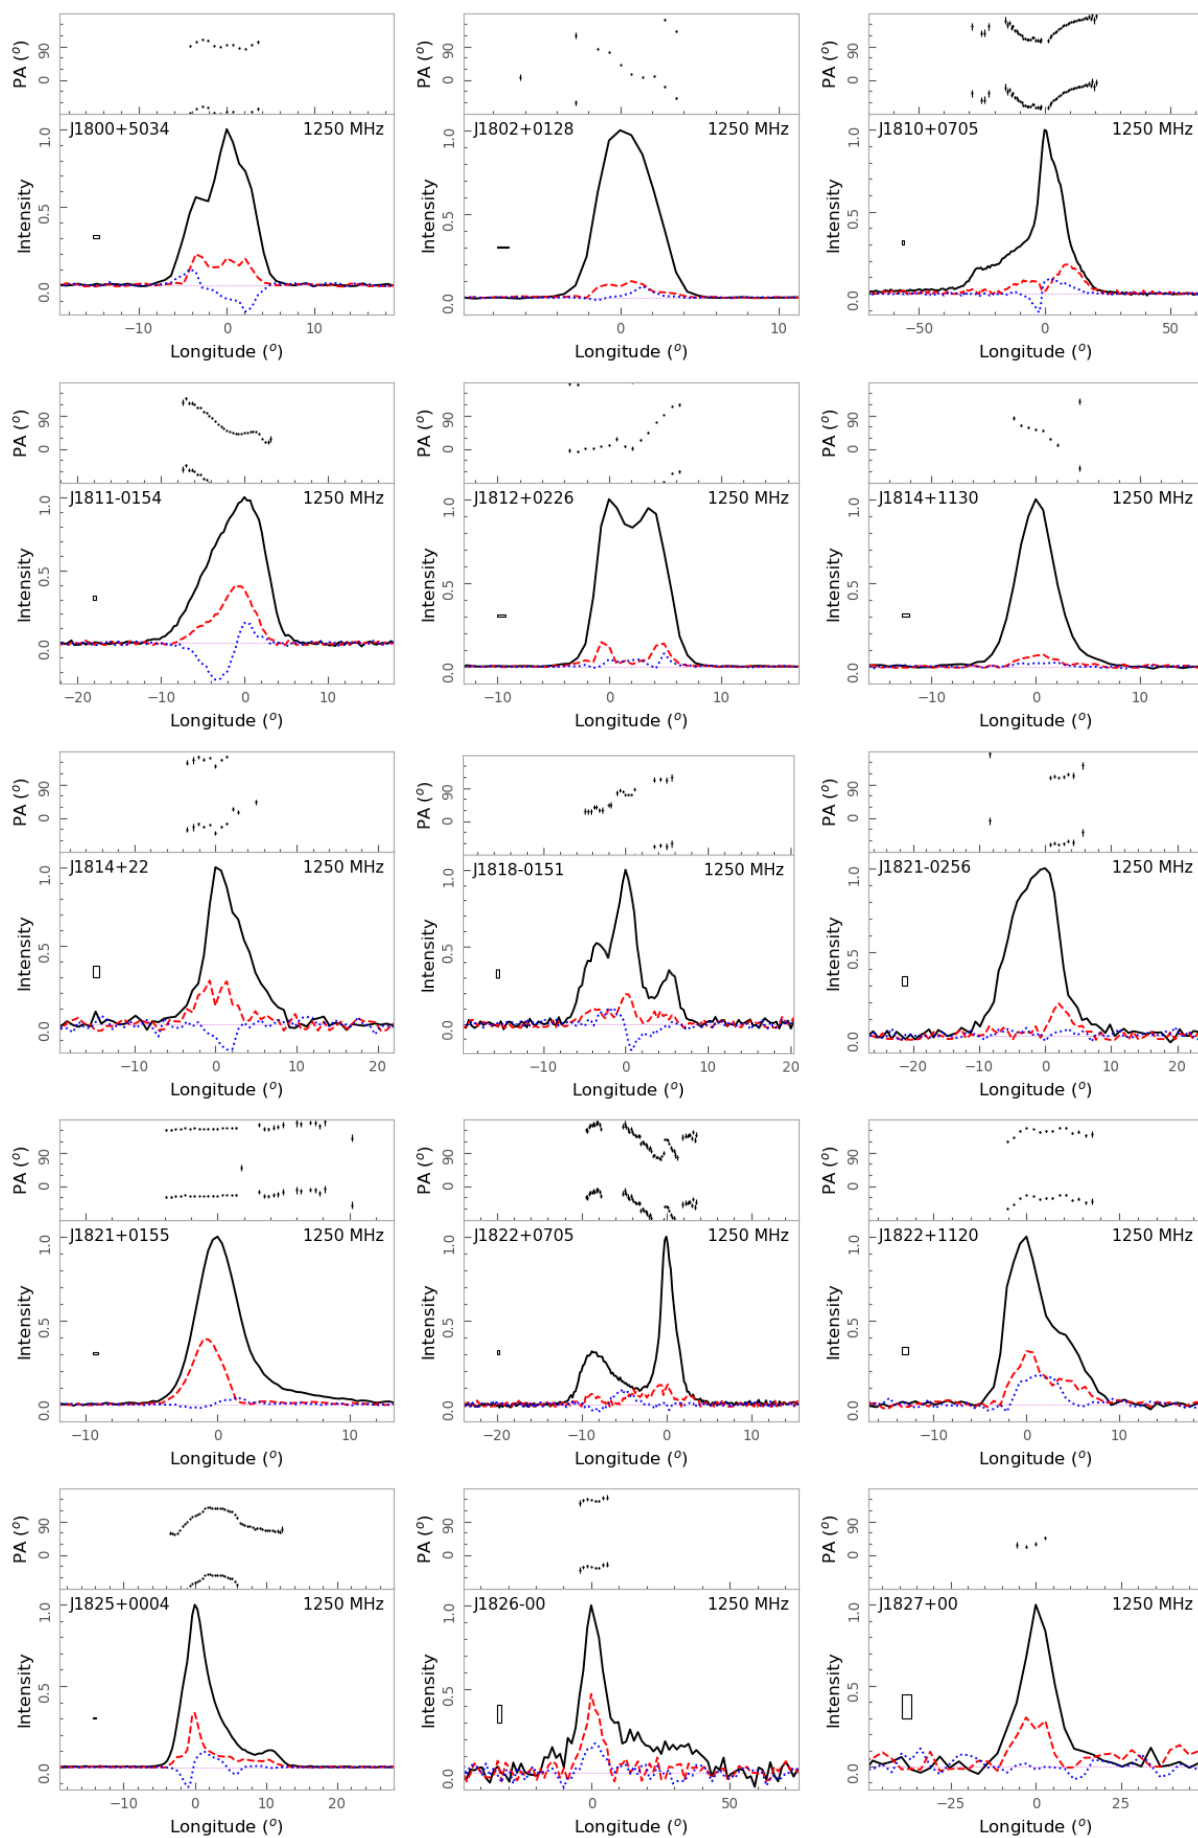 PA (°) 90 0
J1800+5034 1250 MHz
Intensity 1.0 0.5 0.0
−10 0 10
Longitude (°)
PA (°) 90 0
J1802+0128 1250 MHz
Intensity 1.0 0.5 0.0
0 10
Longitude (°)
PA (°) 90 0
J1810+0705 1250 MHz
Intensity 1.0 0.5 0.0
−50 0 50
Longitude (°)
PA (°) 90 0
J1811-0154 1250 MHz
Intensity 1.0 0.5 0.0
−20 −10 0 10
Longitude (°)
PA (°) 90 0
J1812+0226 1250 MHz
Intensity 1.0 0.5 0.0
−10 0 10
Longitude (°)
PA (°) 90 0
J1814+1130 1250 MHz
Intensity 1.0 0.5 0.0
−10 0 10
Longitude (°)
PA (°) 90 0
J1814+22 1250 MHz
Intensity 1.0 0.5 0.0
−10 0 10 20
Longitude (°)
PA (°) 90 0
J1818-0151 1250 MHz
Intensity 1.0 0.5 0.0
−10 0 10 20
Longitude (°)
PA (°) 90 0
J1821-0256 1250 MHz
Intensity 1.0 0.5 0.0
−20 −10 0 10 20
Longitude (°)
PA (°) 90 0
J1821+0155 1250 MHz
Intensity 1.0 0.5 0.0
−10 0 10
Longitude (°)
PA (°) 90 0
J1822+0705 1250 MHz
Intensity 1.0 0.5 0.0
−20 −10 0 10
Longitude (°)
PA (°) 90 0
J1822+1120 1250 MHz
Intensity 1.0 0.5 0.0
−10 0 10
Longitude (°)
PA (°) 90 0
J1825+0004 1250 MHz
Intensity 1.0 0.5 0.0
−10 0 10 20
Longitude (°)
PA (°) 90 0
J1826-00 1250 MHz
Intensity 1.0 0.5 0.0
0 50
Longitude (°)
PA (°) 90 0
J1827+00 1250 MHz
Intensity 1.0 0.5 0.0
−25 0 25
Longitude (°)